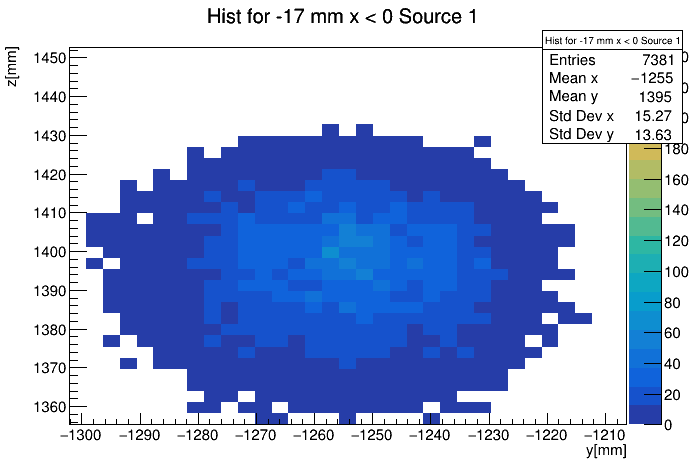 Hist for -17 mm x < 0 Source 1
Hist for -17 mm x < 0 Source 1
Entries 7381
Mean x −1255
Mean y 1395
Std Dev x 15.27
Std Dev y 13.63
z[mm]
1450
1440
1430
1420
1410
1400
1390
1380
1370
1360
180
160
140
120
100
80
60
40
20
0
−1300 −1290 −1280 −1270 −1260 −1250 −1240 −1230 −1220 −1210
y[mm]